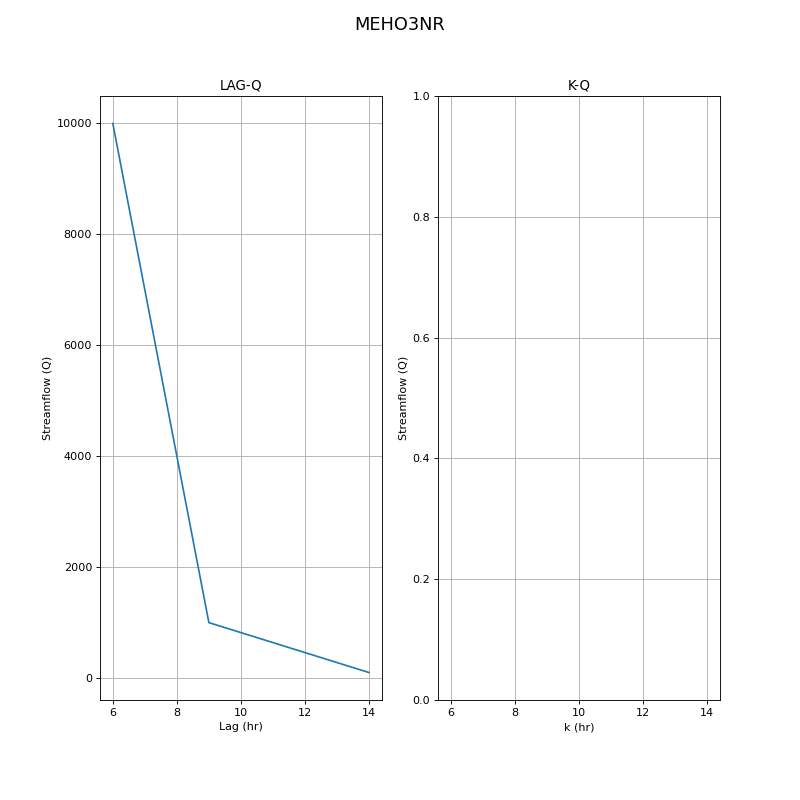 MEHO3NR
LAG-Q
10000
8000
6000
4000
2000
0
Streamflow (Q)
6 8 10 12 14
Lag (hr)
K-Q
1.0
0.8
0.6
0.4
0.2
0.0
Streamflow (Q)
6 8 10 12 14
k (hr)